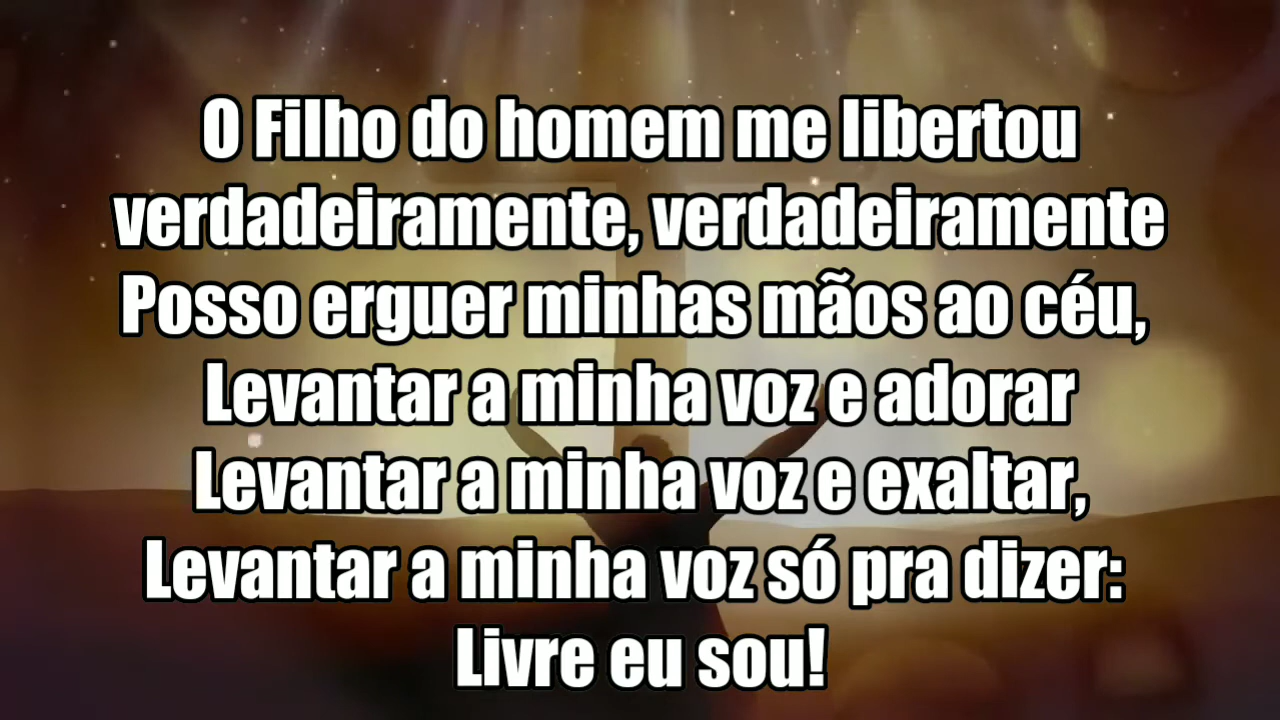 O Filho do homem me libertou
verdadeiramente, verdadeiramente
Posso erguer minhas mãos ao céu,
Levantar a minha voz e adorar
Levantar a minha voz e exaltar,
Levantar a minha voz só pra dizer:
Livre eu sou!